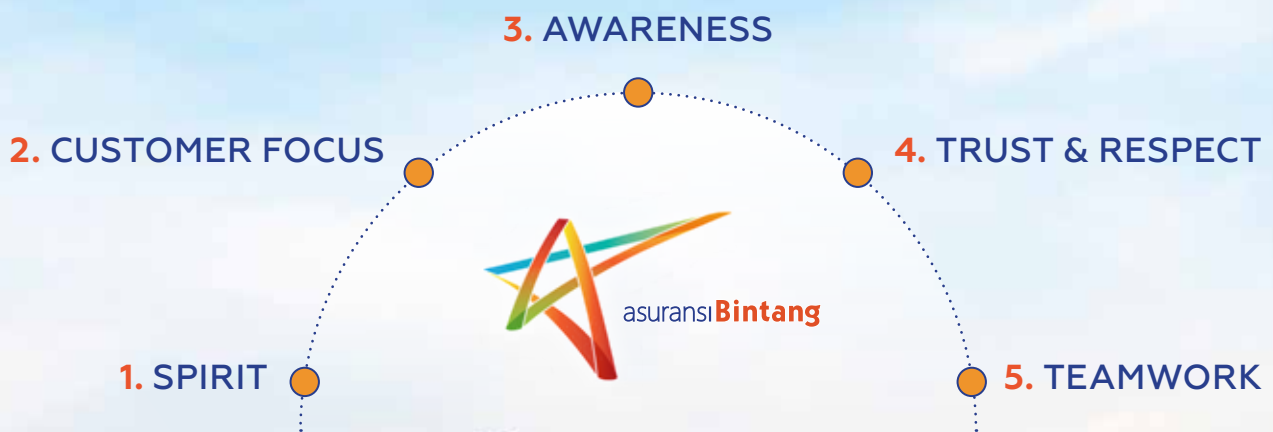 3. AWARENESS
2. CUSTOMER FOCUS
4. TRUST & RESPECT
asuransiBintang
1. SPIRIT
5. TEAMWORK